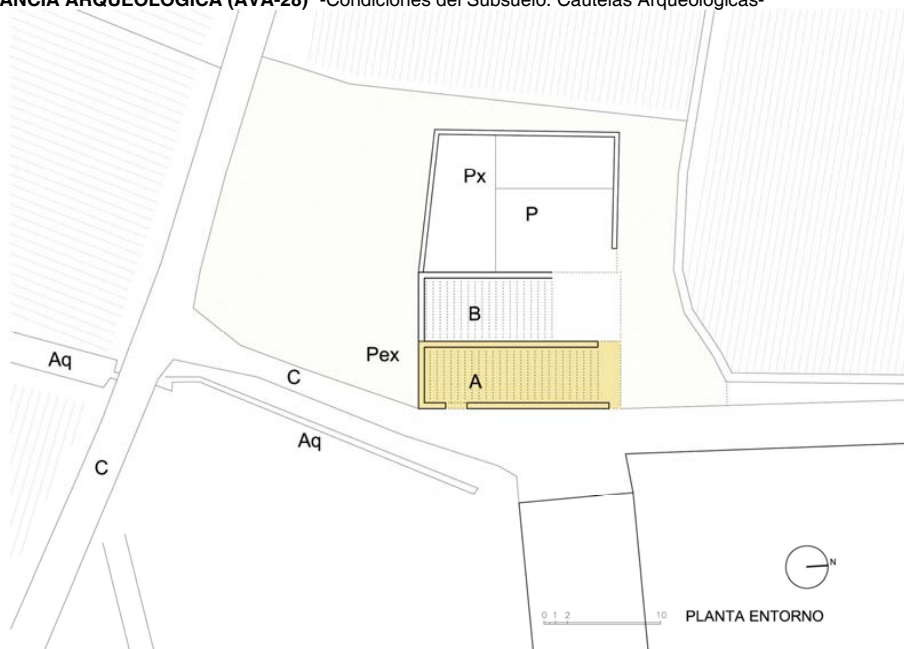 ANCIA ARQUEOLÓGICA (AVA-28) -Condiciones del Subsuelo. Cautelas Arqueológicas-
Px
P
B
Pex
A
Aq
C
Aq
C
N
0 1 2 10
PLANTA ENTORNO